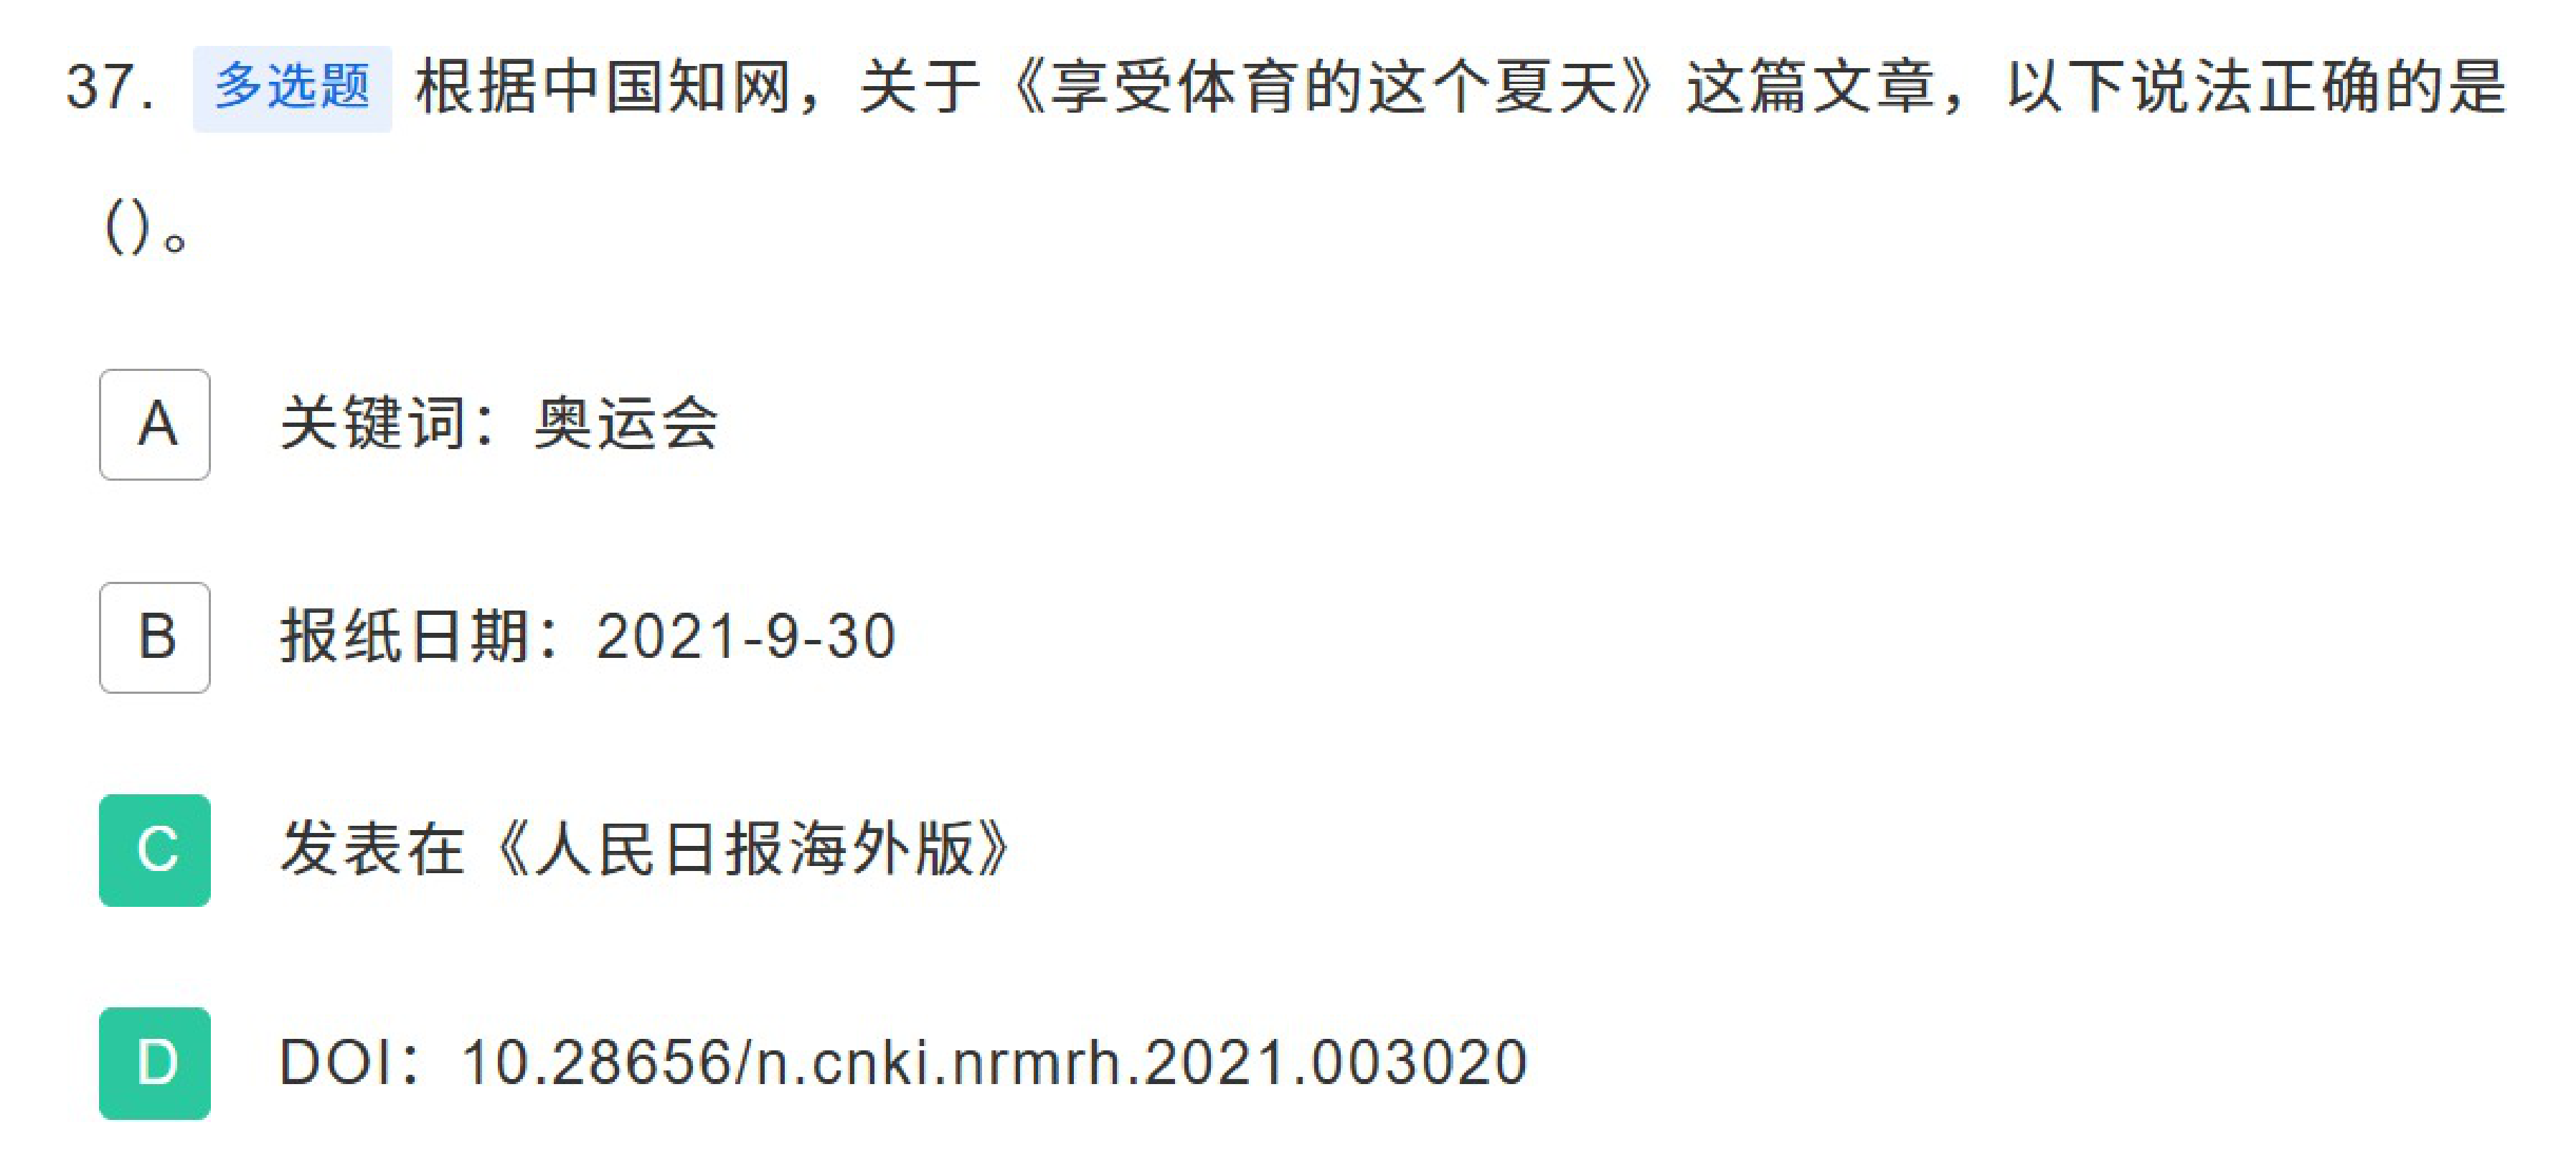 37. 多选题 根据中国知网，关于《享受体育的这个夏天》这篇文章，以下说法正确的是
()。
A 关键词：奥运会
B 报纸日期：2021-9-30
C 发表在《人民日报海外版》
D DOI：10.28656/n.cnki.nrmrh.2021.003020